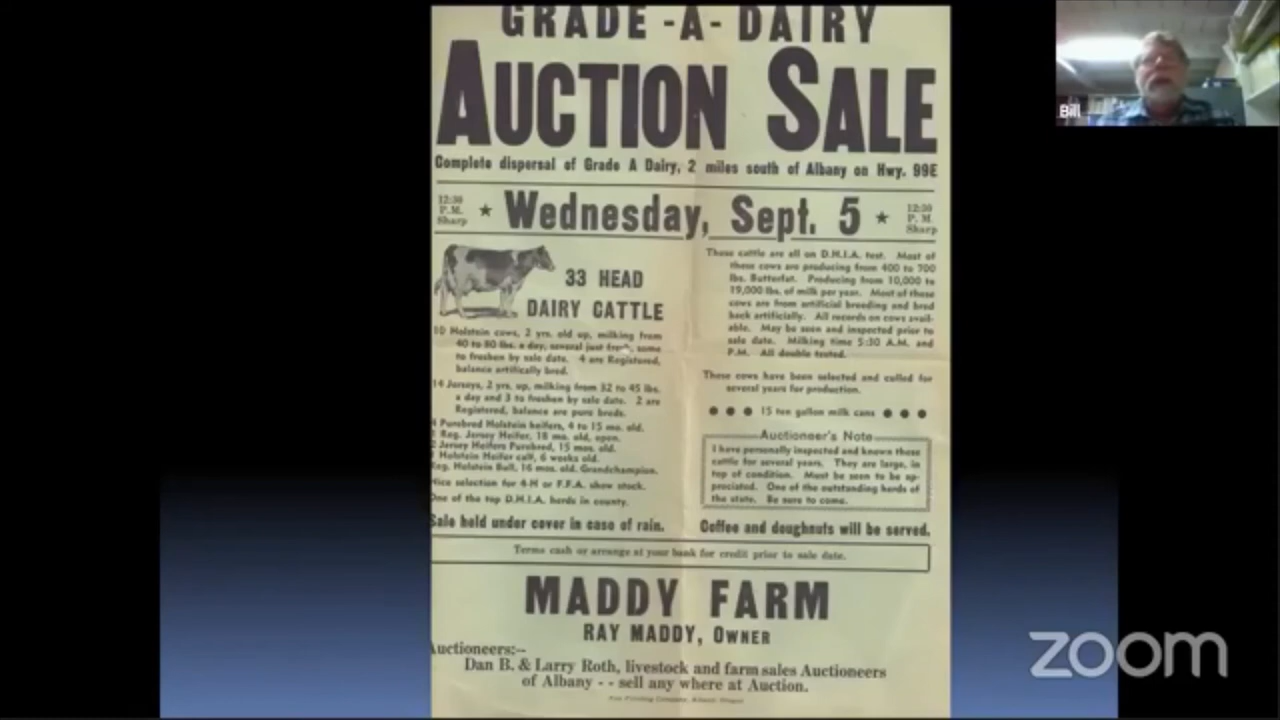 GRADE -A- DAIRY
AUCTION SALE
Complete dispersal of Grade A Dairy, 2 miles south of Albany on Hwy. 99E
12:30
P.M.
Sharp
★ Wednesday, Sept. 5 ★
12:30
P. M.
Sharp
33 HEAD
DAIRY CATTLE
10 Holstein cows, 2 yrs. old up, milking from
40 to 80 lbs. a day, several just fresh, some
to freshen by sale date. 4 are Registered,
balance artifically bred.
14 Jerseys, 2 yrs. up, milking from 32 to 45 lbs.
a day and 3 to freshen by sale date. 2 are
Registered, balance are pure breds.
4 Purebred Holstein heifers, 4 to 15 mo. old.
Reg. Jersey Heifer, 18 mo. old, open.
Jersey Heifers Purebred, 15 mos. old.
Holstein Heifer calf, 6 weeks old.
Reg. Holstein Bull, 16 mos. old. Grandchampion.
Nice selection for 4-H or F.F.A. show stock.
One of the top D.H.I.A. herds in county.
Sale held under cover in case of rain.
These cattle are all on D.H.I.A. test. Most of
these cows are producing from 400 to 700
lbs. Butterfat. Producing from 10,000 to
19,000 lbs. of milk per year. Most of these
cows are from artificial breeding and bred
back artificially. All records on cows avail-
able. May be seen and inspected prior to
sale date. Milking time 5:30 A.M. and
P.M. All double tested.
These cows have been selected and culled for
several years for production.
● ● ● 15 ten gallon milk cans ● ● ●
Auctioneer's Note
I have personally inspected and known these
cattle for several years. They are large, in
top of condition. Must be seen to be ap-
preciated. One of the outstanding herds of
the state. Be sure to come.
Coffee and doughnuts will be served.
Terms cash or arrange at your bank for credit prior to sale date.
MADDY FARM
RAY MADDY, OWNER
Auctioneers:--
Dan B. & Larry Roth, livestock and farm sales Auctioneers
of Albany - - sell any where at Auction.
Printing Company, Albany, Oregon
Bill
zoom